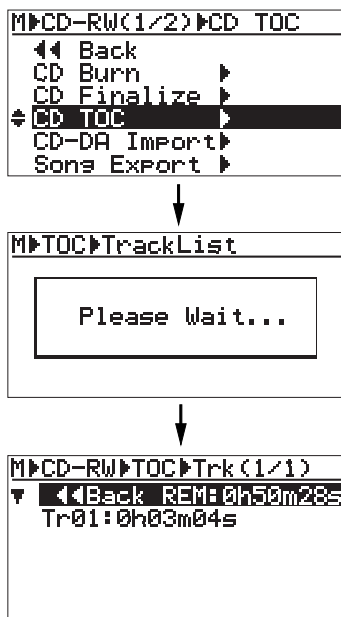 M▶CD-RW(1/2)▶CD TOC
◀◀ Back
CD Burn ▶
CD Finalize ▶
CD TOC ▶
CD-DA Import▶
Song Export ▶
M▶TOC▶TrackList
Please Wait...
M▶CD-RW▶TOC▶Trk(1/1)
◀◀Back REM:0h50m28s
Tr01:0h03m04s